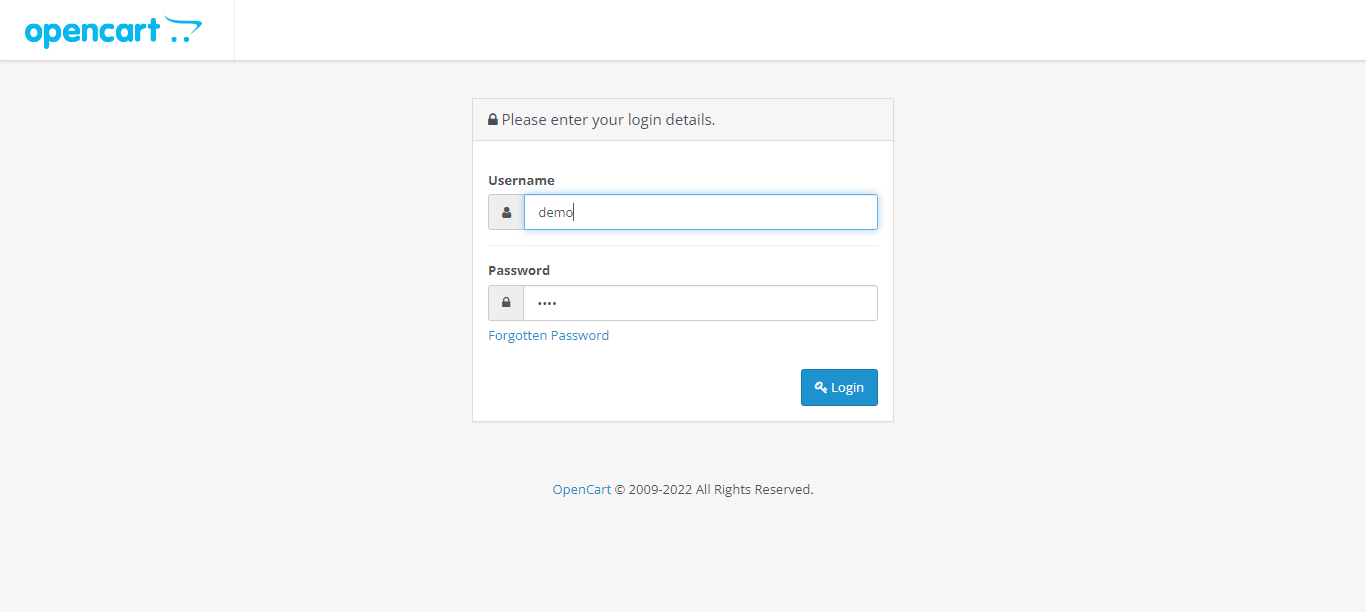 opencart
Please enter your login details.
Username
demo
Password
••••
Forgotten Password
Login
OpenCart © 2009-2022 All Rights Reserved.